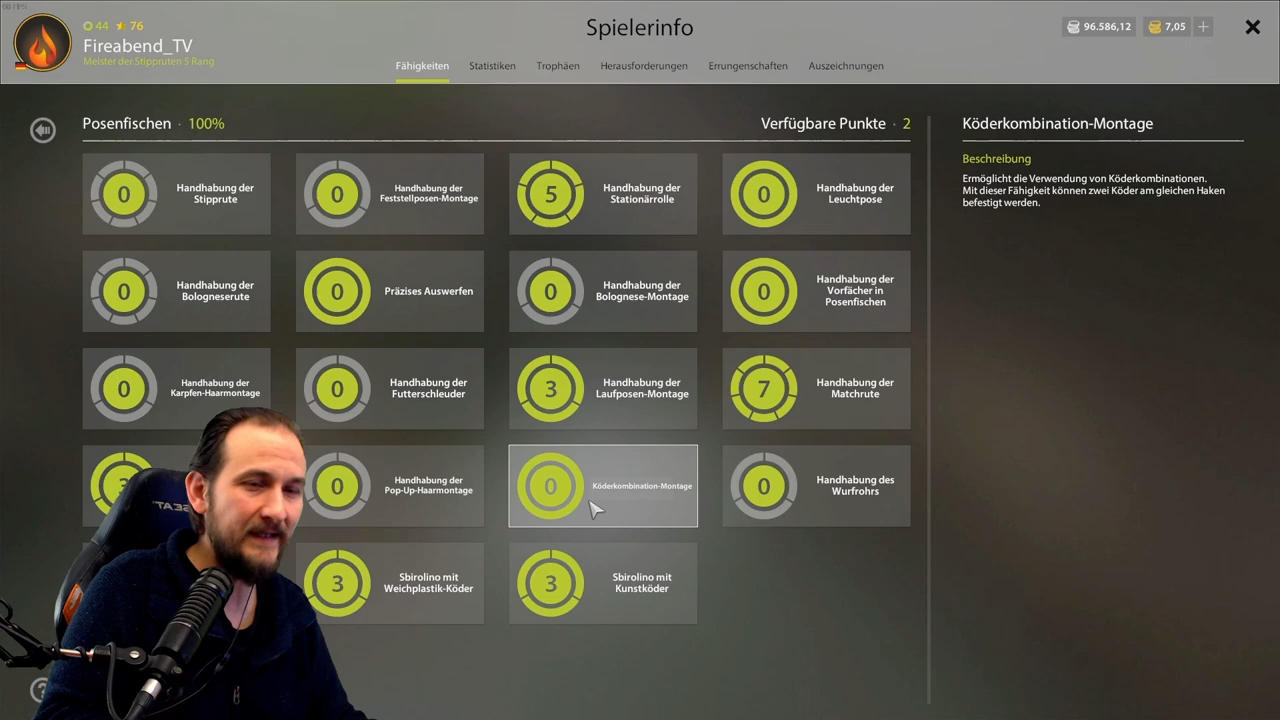 44 76
Fireabend_TV
Meister der Stippruten 5 Rang
Spielerinfo
96.586,12 7,05 +
Fähigkeiten Statistiken Trophäen Herausforderungen Errungenschaften Auszeichnungen
Posenfischen · 100%
Verfügbare Punkte · 2
0 Handhabung der
Stipprute
0 Handhabung der
Feststellposen-Montage
5 Handhabung der
Stationärrolle
0 Handhabung der
Leuchtpose
0 Handhabung der
Bologneserute
0 Präzises Auswerfen
0 Handhabung der
Bolognese-Montage
0 Handhabung der
Vorfächer in
Posenfischen
0 Handhabung der
Karpfen-Haarmontage
0 Handhabung der
Futterschleuder
3 Handhabung der
Laufposen-Montage
7 Handhabung der
Matchrute
0 Handhabung der
Pop-Up-Haarmontage
0 Köderkombination-Montage
0 Handhabung des
Wurfrohrs
3 Sbirolino mit
Weichplastik-Köder
3 Sbirolino mit
Kunstköder
Köderkombination-Montage
Beschreibung
Ermöglicht die Verwendung von Köderkombinationen.
Mit dieser Fähigkeit können zwei Köder am gleichen Haken
befestigt werden.
SEAT